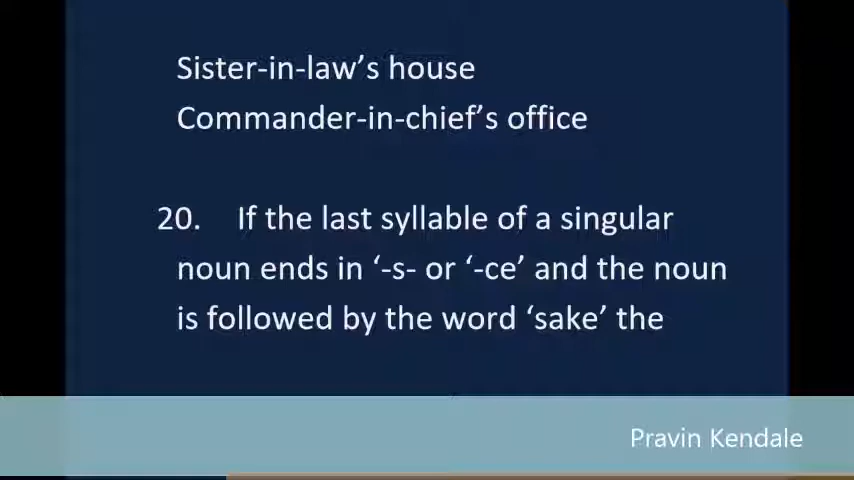 Sister-in-law’s house
Commander-in-chief’s office
20. If the last syllable of a singular
noun ends in ‘-s- or ‘-ce’ and the noun
is followed by the word ‘sake’ the
Pravin Kendale